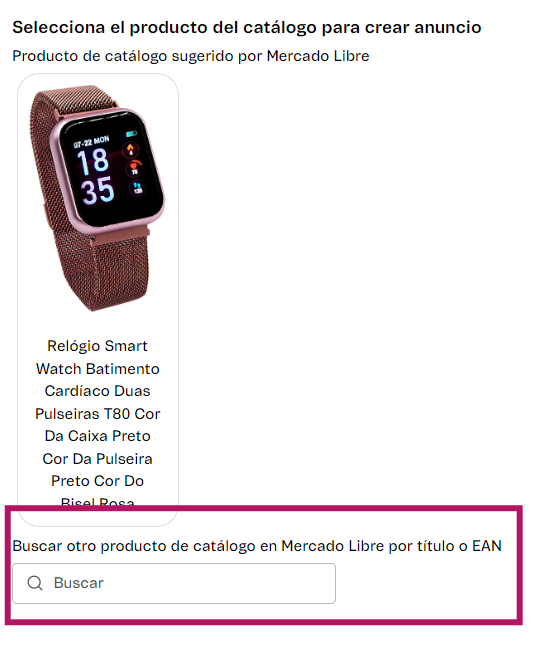 Selecciona el producto del catálogo para crear anuncio
Producto de catálogo sugerido por Mercado Libre
07-22 MON
18
35
78
Relógio Smart
Watch Batimento
Cardíaco Duas
Pulseiras T80 Cor
Da Caixa Preto
Cor Da Pulseira
Preto Cor Do
Bisel Rosa
Buscar otro producto de catálogo en Mercado Libre por título o EAN
Buscar